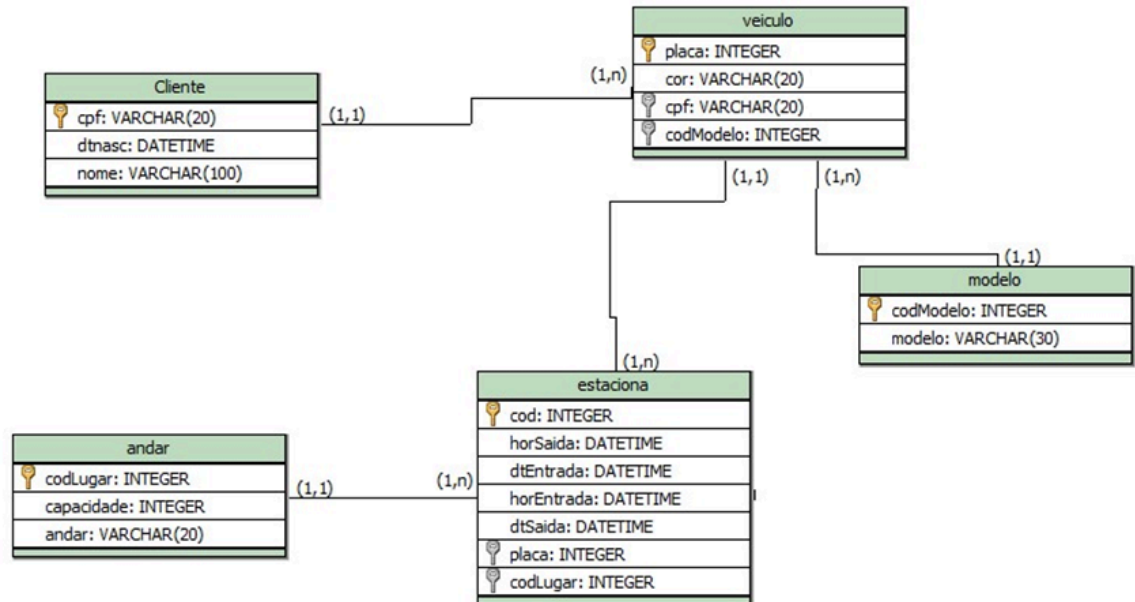 veiculo
placa: INTEGER
cor: VARCHAR(20)
cpf: VARCHAR(20)
codModelo: INTEGER
(1,n)
Cliente
cpf: VARCHAR(20)
dtnasc: DATETIME
nome: VARCHAR(100)
(1,1)
(1,1)
(1,n)
(1,1)
modelo
codModelo: INTEGER
modelo: VARCHAR(30)
(1,n)
estaciona
cod: INTEGER
horSaida: DATETIME
dtEntrada: DATETIME
horEntrada: DATETIME
dtSaida: DATETIME
placa: INTEGER
codLugar: INTEGER
andar
codLugar: INTEGER
capacidade: INTEGER
andar: VARCHAR(20)
(1,1)
(1,n)